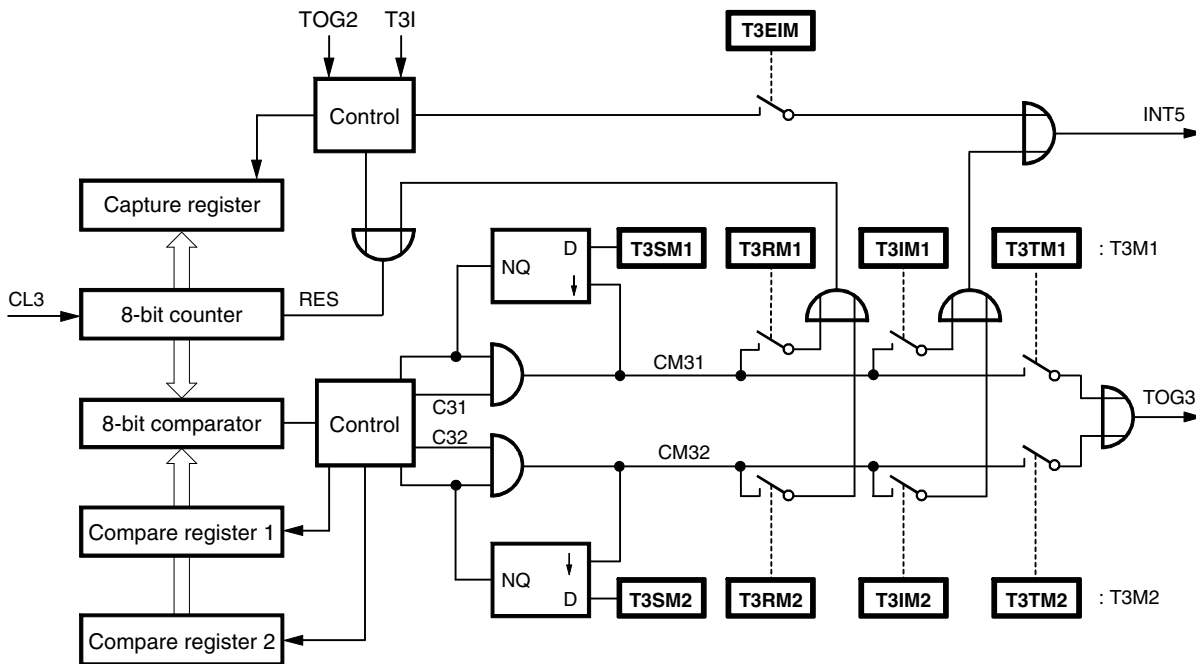 TOG2 T3I
T3EIM
Control
INT5
Capture register
D
NQ
T3SM1
T3RM1
T3IM1
T3TM1
: T3M1
CL3
8-bit counter
RES
CM31
C31
8-bit comparator
Control
TOG3
C32
CM32
Compare register 1
NQ
D
T3SM2
T3RM2
T3IM2
T3TM2
: T3M2
Compare register 2